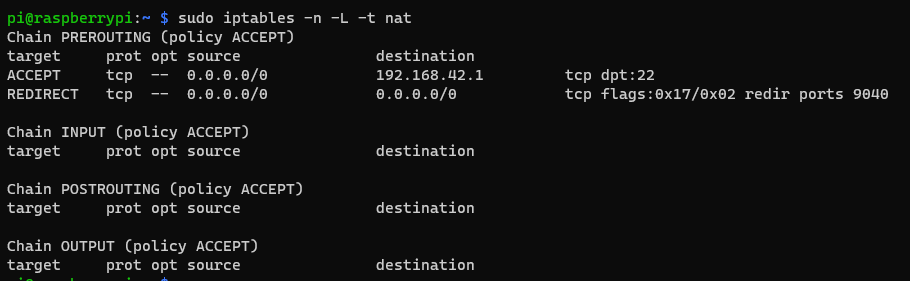 pi@raspberrypi:~ $ sudo iptables -n -L -t nat
Chain PREROUTING (policy ACCEPT)
target     prot opt source               destination
ACCEPT     tcp  --  0.0.0.0/0            192.168.42.1         tcp dpt:22
REDIRECT   tcp  --  0.0.0.0/0            0.0.0.0/0            tcp flags:0x17/0x02 redir ports 9040

Chain INPUT (policy ACCEPT)
target     prot opt source               destination

Chain POSTROUTING (policy ACCEPT)
target     prot opt source               destination

Chain OUTPUT (policy ACCEPT)
target     prot opt source               destination